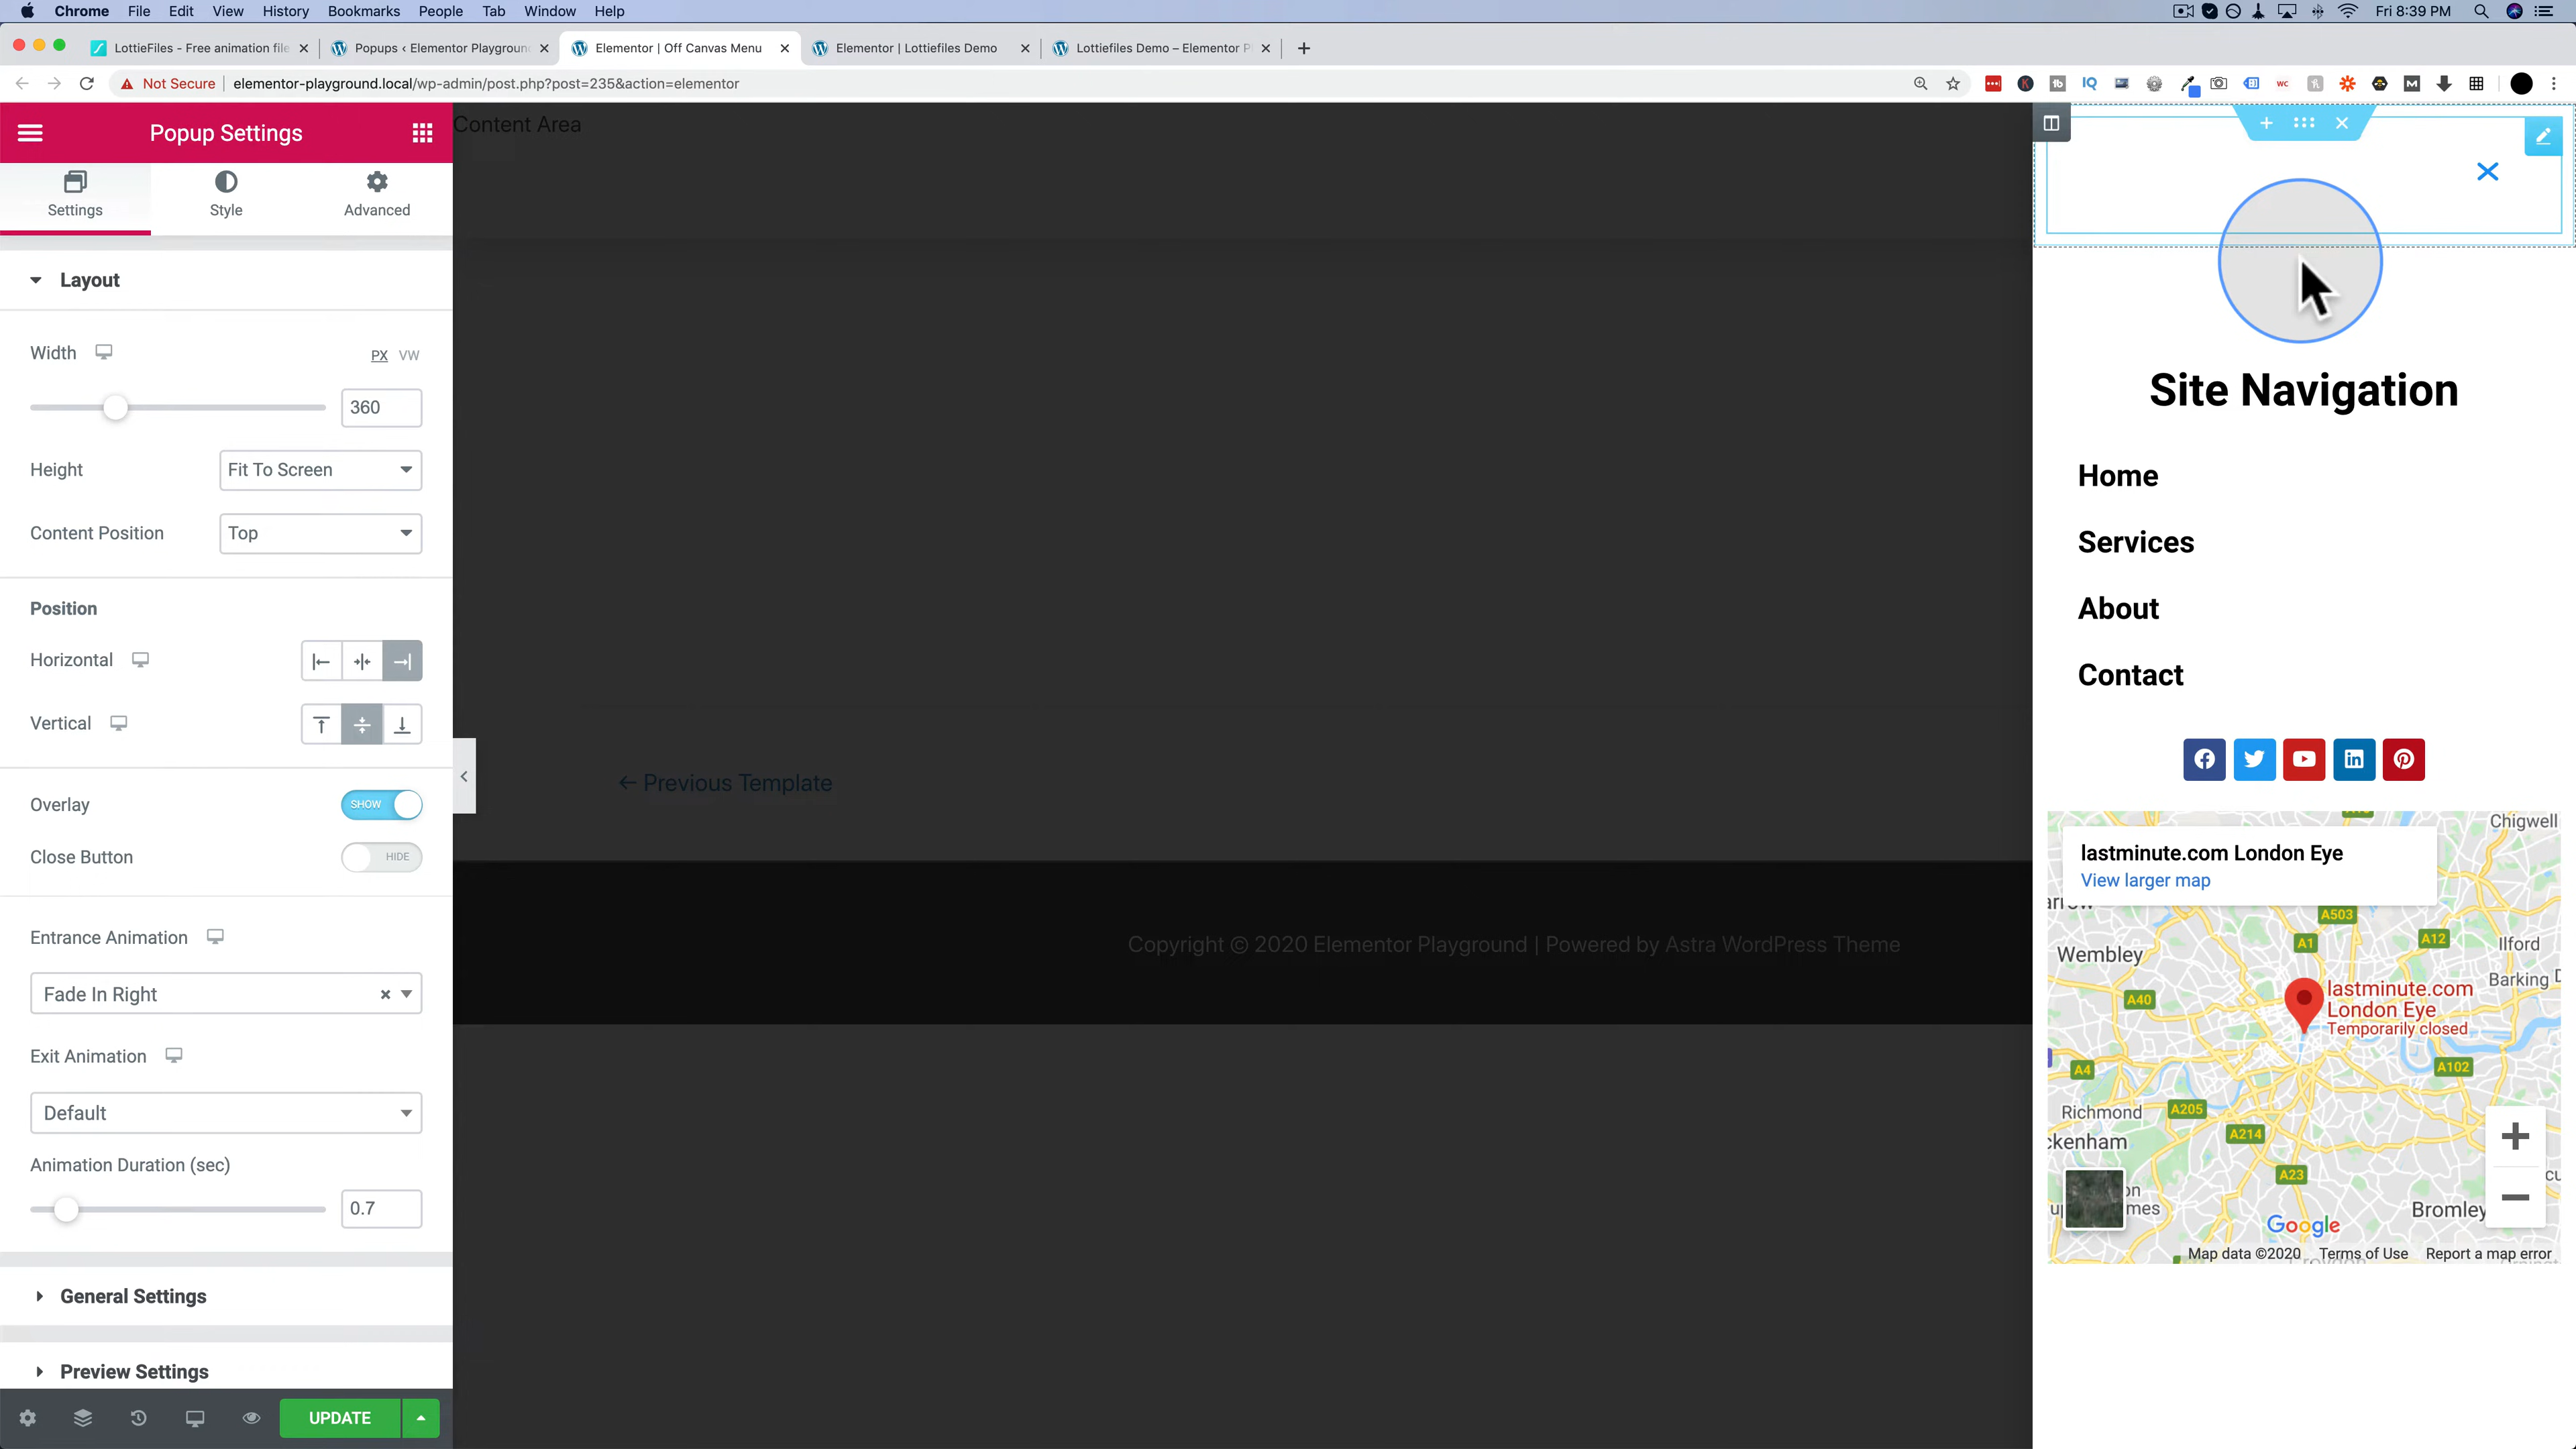 Chrome File Edit View History Bookmarks People Tab Window Help Fri 8:39 PM
LottieFiles - Free animation file Popups ‹ Elementor Playground Elementor | Off Canvas Menu Elementor | Lottiefiles Demo Lottiefiles Demo – Elementor P
Not Secure elementor-playground.local/wp-admin/post.php?post=235&action=elementor
Popup Settings
Content Area
Settings Style Advanced
Layout
Width PX VW
360
Height Fit To Screen
Content Position Top
Position
Horizontal
Vertical
Overlay SHOW
Close Button HIDE
Entrance Animation
Fade In Right
Exit Animation
Default
Animation Duration (sec)
0.7
General Settings
Preview Settings
UPDATE
← Previous Template
Copyright © 2020 Elementor Playground | Powered by Astra WordPress Theme
Site Navigation
Home
Services
About
Contact
lastminute.com London Eye
View larger map
Chigwell
A503
A1
A12
Ilford
Wembley
Barking
A40
lastminute.com
London Eye
Temporarily closed
A4
A102
Richmond
A205
A214
ckenham
A23
mes
Bromley
Google
Map data ©2020 Terms of Use Report a map error